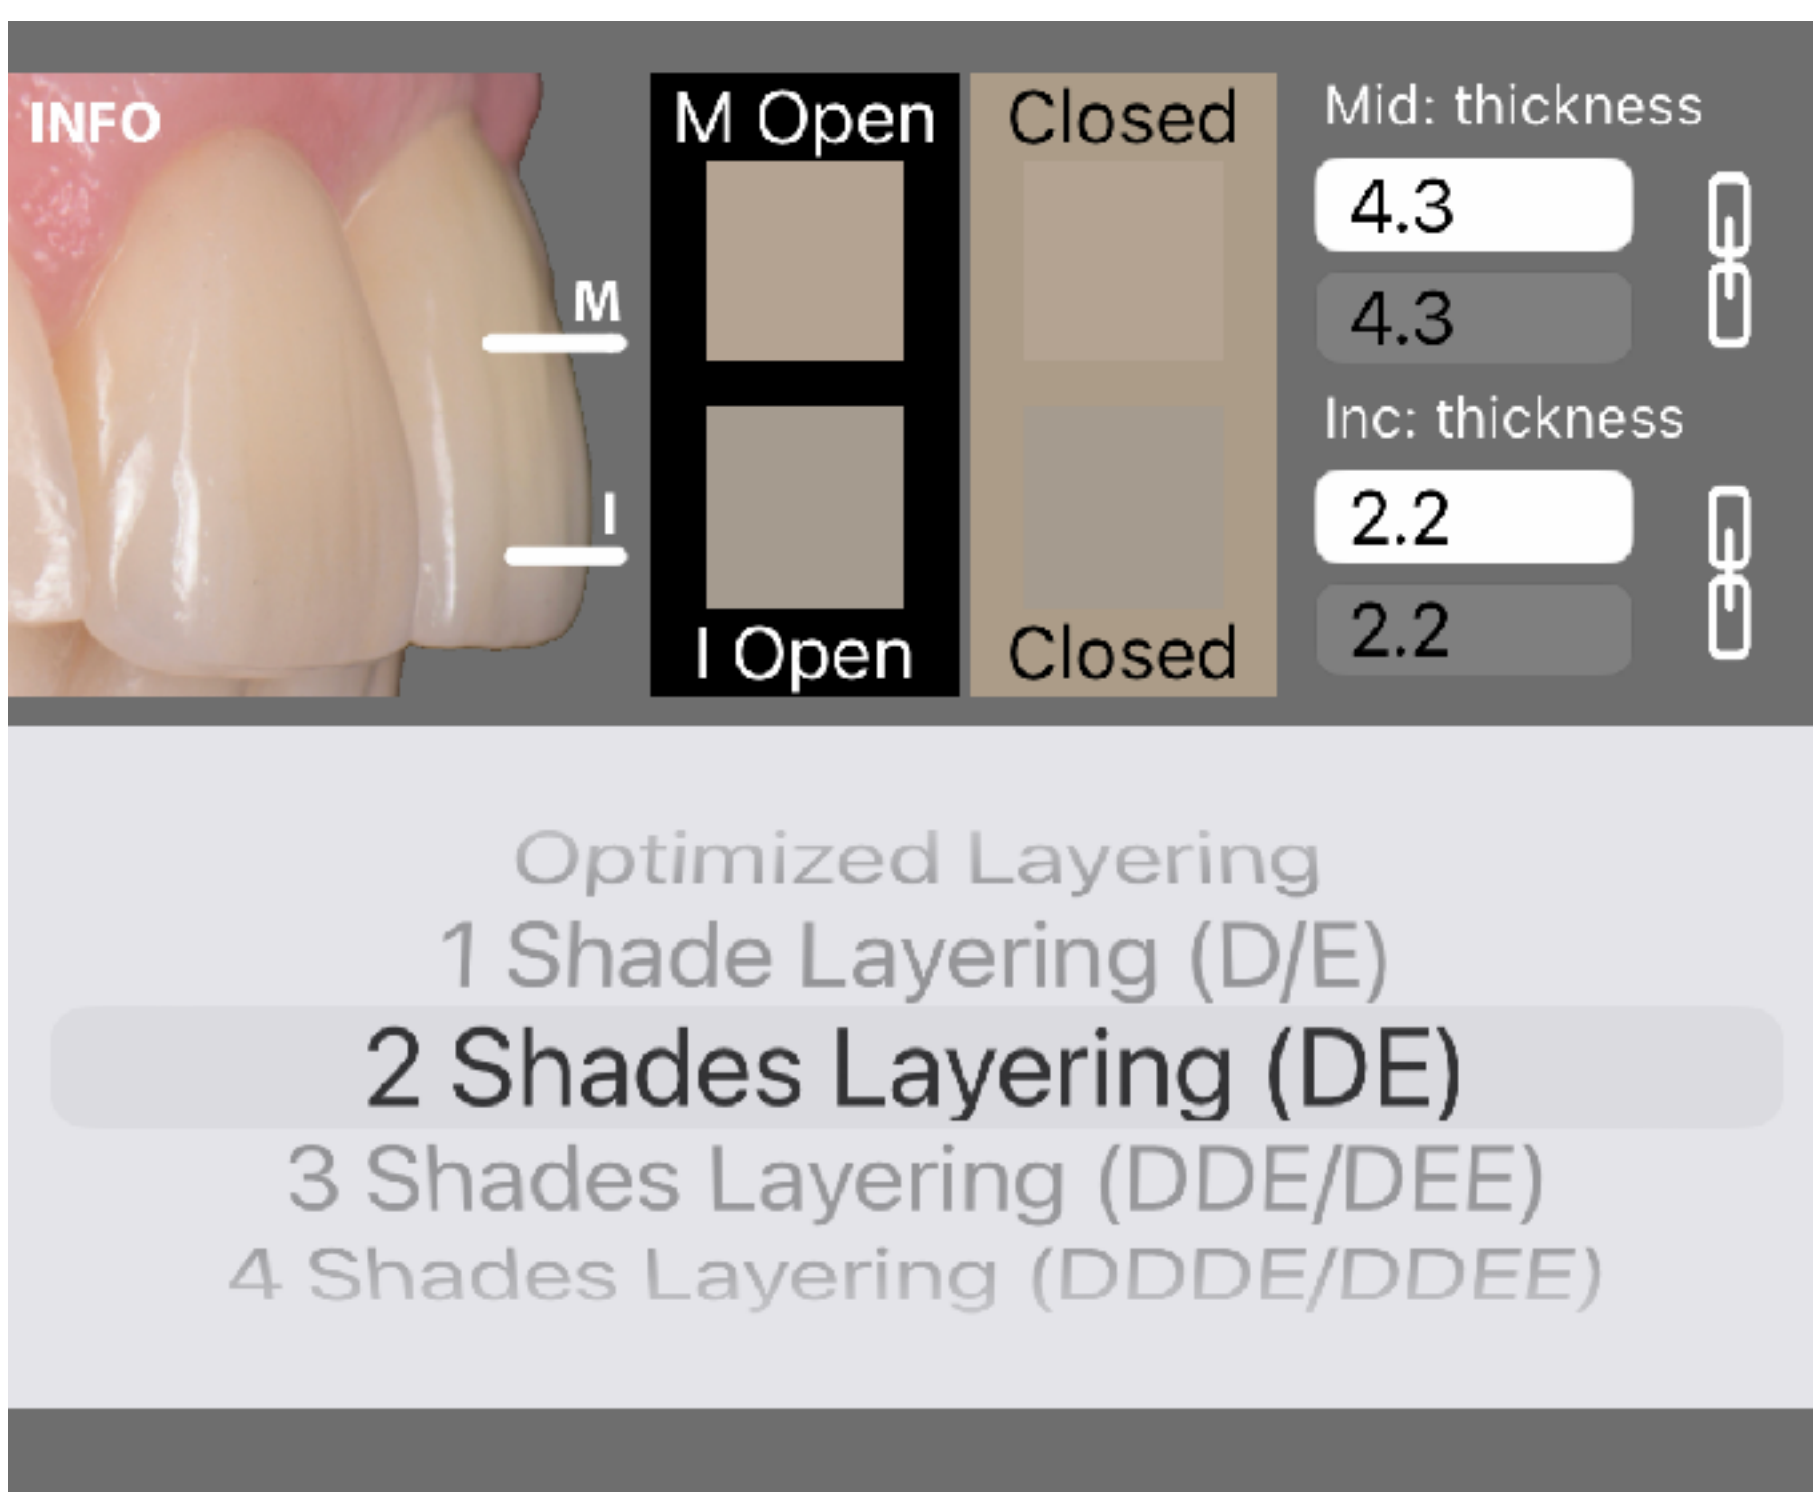 INFO
M
I
M Open
Closed
I Open
Closed
Mid: thickness
4.3
4.3
Inc: thickness
2.2
2.2
Optimized Layering
1 Shade Layering (D/E)
2 Shades Layering (DE)
3 Shades Layering (DDE/DEE)
4 Shades Layering (DDDE/DDEE)